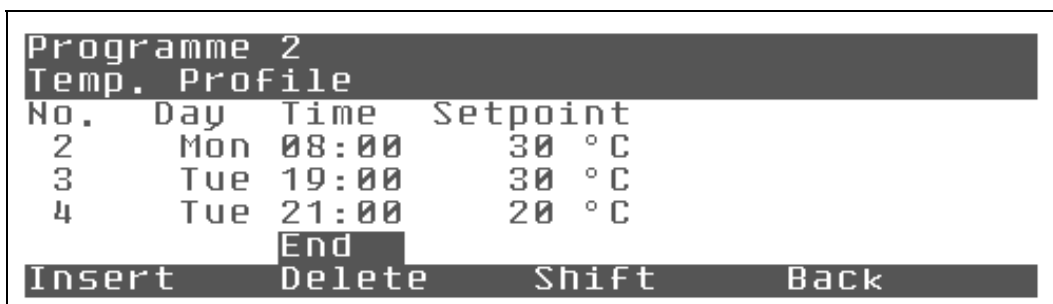 Programme 2
Temp. Profile
No. Day Time Setpoint
2 Mon 08:00 30 °C
3 Tue 19:00 30 °C
4 Tue 21:00 20 °C
End
Insert Delete Shift Back